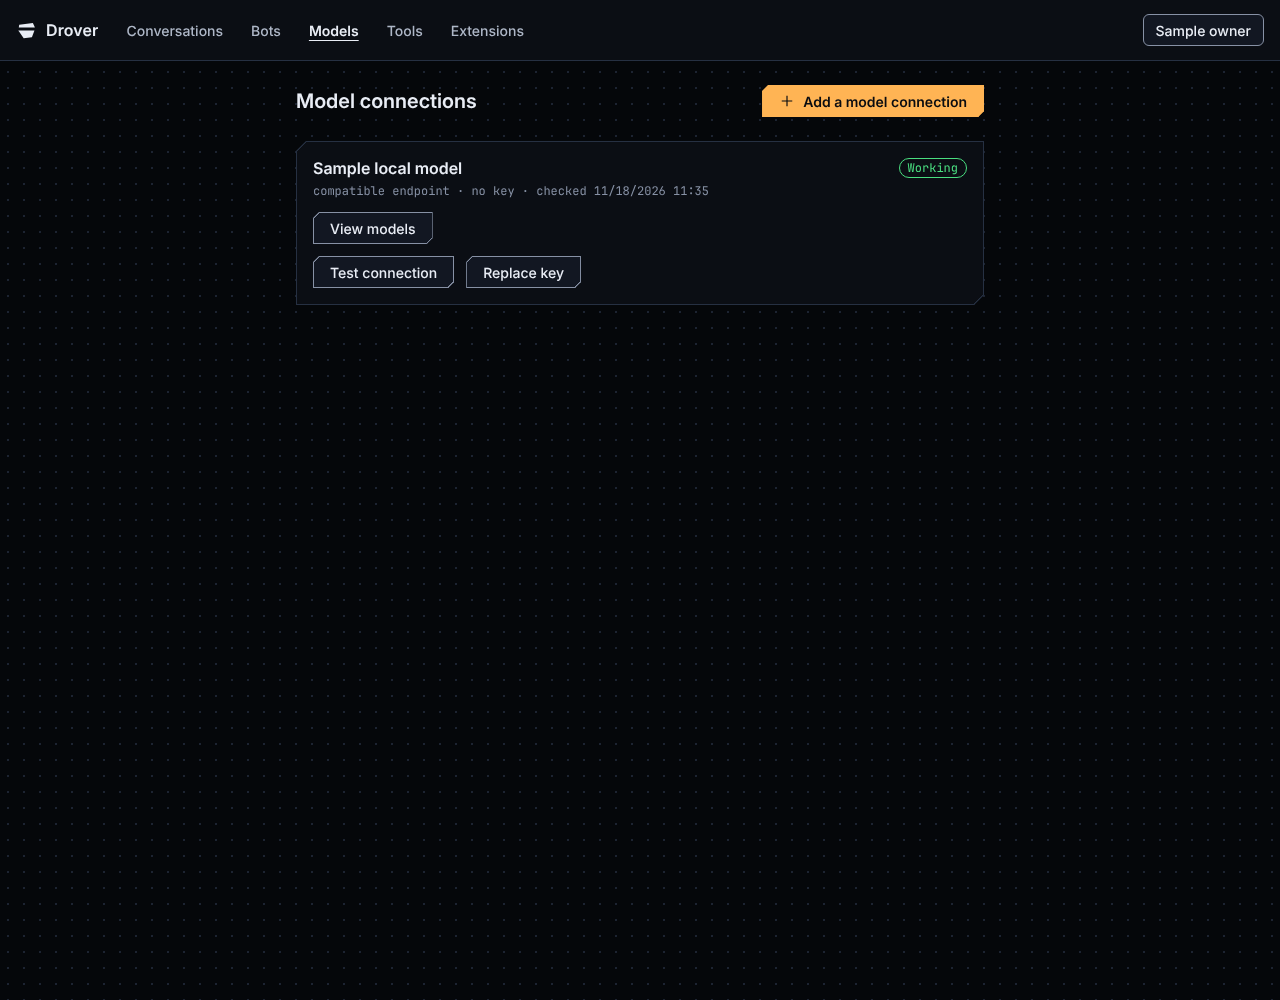 Drover
Conversations
Bots
Models
Tools
Extensions
Sample owner
Model connections
Add a model connection
Sample local model
Working
compatible endpoint · no key · checked 11/18/2026 11:35
View models
Test connection
Replace key